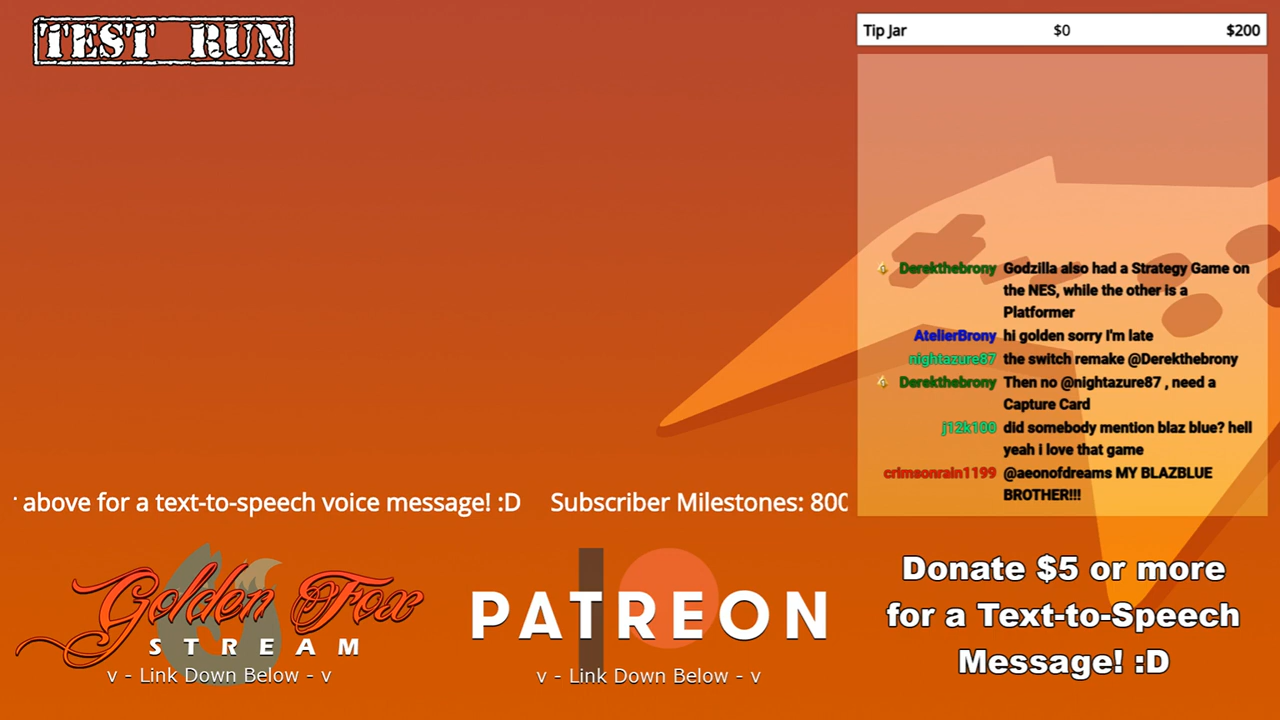 TEST RUN
Tip Jar $0 $200
Derekthebrony Godzilla also had a Strategy Game on
the NES, while the other is a
Platformer
AtelierBrony hi golden sorry I'm late
nightazure87 the switch remake @Derekthebrony
Derekthebrony Then no @nightazure87 , need a
Capture Card
j12k100 did somebody mention blaz blue? hell
yeah i love that game
crimsonrain1199 @aeonofdreams MY BLAZBLUE
BROTHER!!!
above for a text-to-speech voice message! :D Subscriber Milestones: 800
Golden Fox
STREAM
v - Link Down Below - v
PATREON
v - Link Down Below - v
Donate $5 or more
for a Text-to-Speech
Message! :D